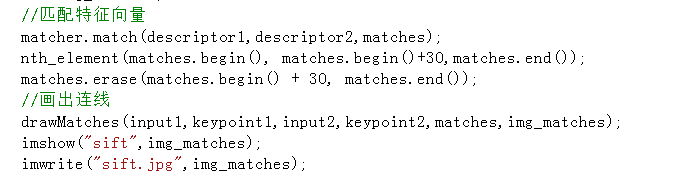 //匹配特征向量
matcher.match(descriptor1,descriptor2,matches);
nth_element(matches.begin(), matches.begin()+30,matches.end());
matches.erase(matches.begin() + 30, matches.end());
//画出连线
drawMatches(input1,keypoint1,input2,keypoint2,matches,img_matches);
imshow("sift",img_matches);
imwrite("sift.jpg",img_matches);